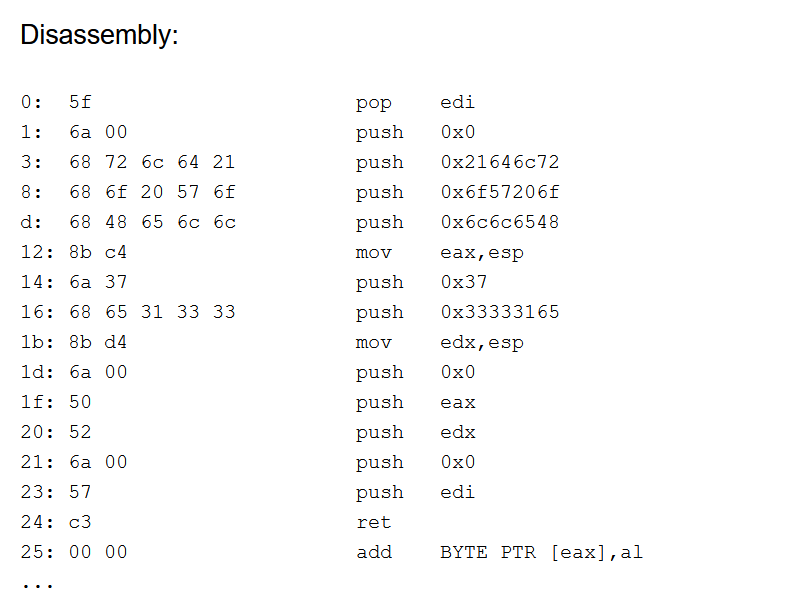 Disassembly:
0: 5f pop edi
1: 6a 00 push 0x0
3: 68 72 6c 64 21 push 0x21646c72
8: 68 6f 20 57 6f push 0x6f57206f
d: 68 48 65 6c 6c push 0x6c6c6548
12: 8b c4 mov eax,esp
14: 6a 37 push 0x37
16: 68 65 31 33 33 push 0x33333165
1b: 8b d4 mov edx,esp
1d: 6a 00 push 0x0
1f: 50 push eax
20: 52 push edx
21: 6a 00 push 0x0
23: 57 push edi
24: c3 ret
25: 00 00 add BYTE PTR [eax],al
...